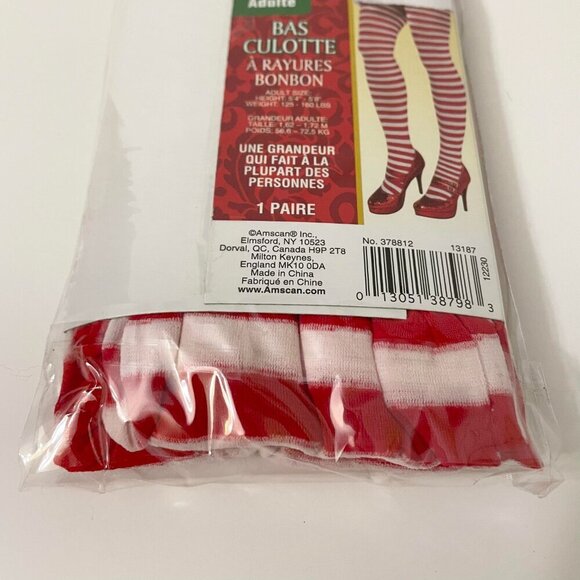 Adulte
BAS
CULOTTE
À RAYURES
BONBON
ADULT SIZE
HEIGHT: 5'4" - 5'8"
WEIGHT: 125 - 160 LBS
GRANDEUR ADULTE
TAILLE: 1.62 - 1.72 M
POIDS: 56.6 - 72.5 KG
UNE GRANDEUR
QUI FAIT À LA
PLUPART DES
PERSONNES
1 PAIRE
©Amscan® Inc.,
Elmsford, NY 10523
Dorval, QC, Canada H9P 2T8
Milton Keynes,
England MK10 0DA
Made in China
Fabriqué en Chine
www.Amscan.com
No. 378812 13187
12230
0 13051 38798 3